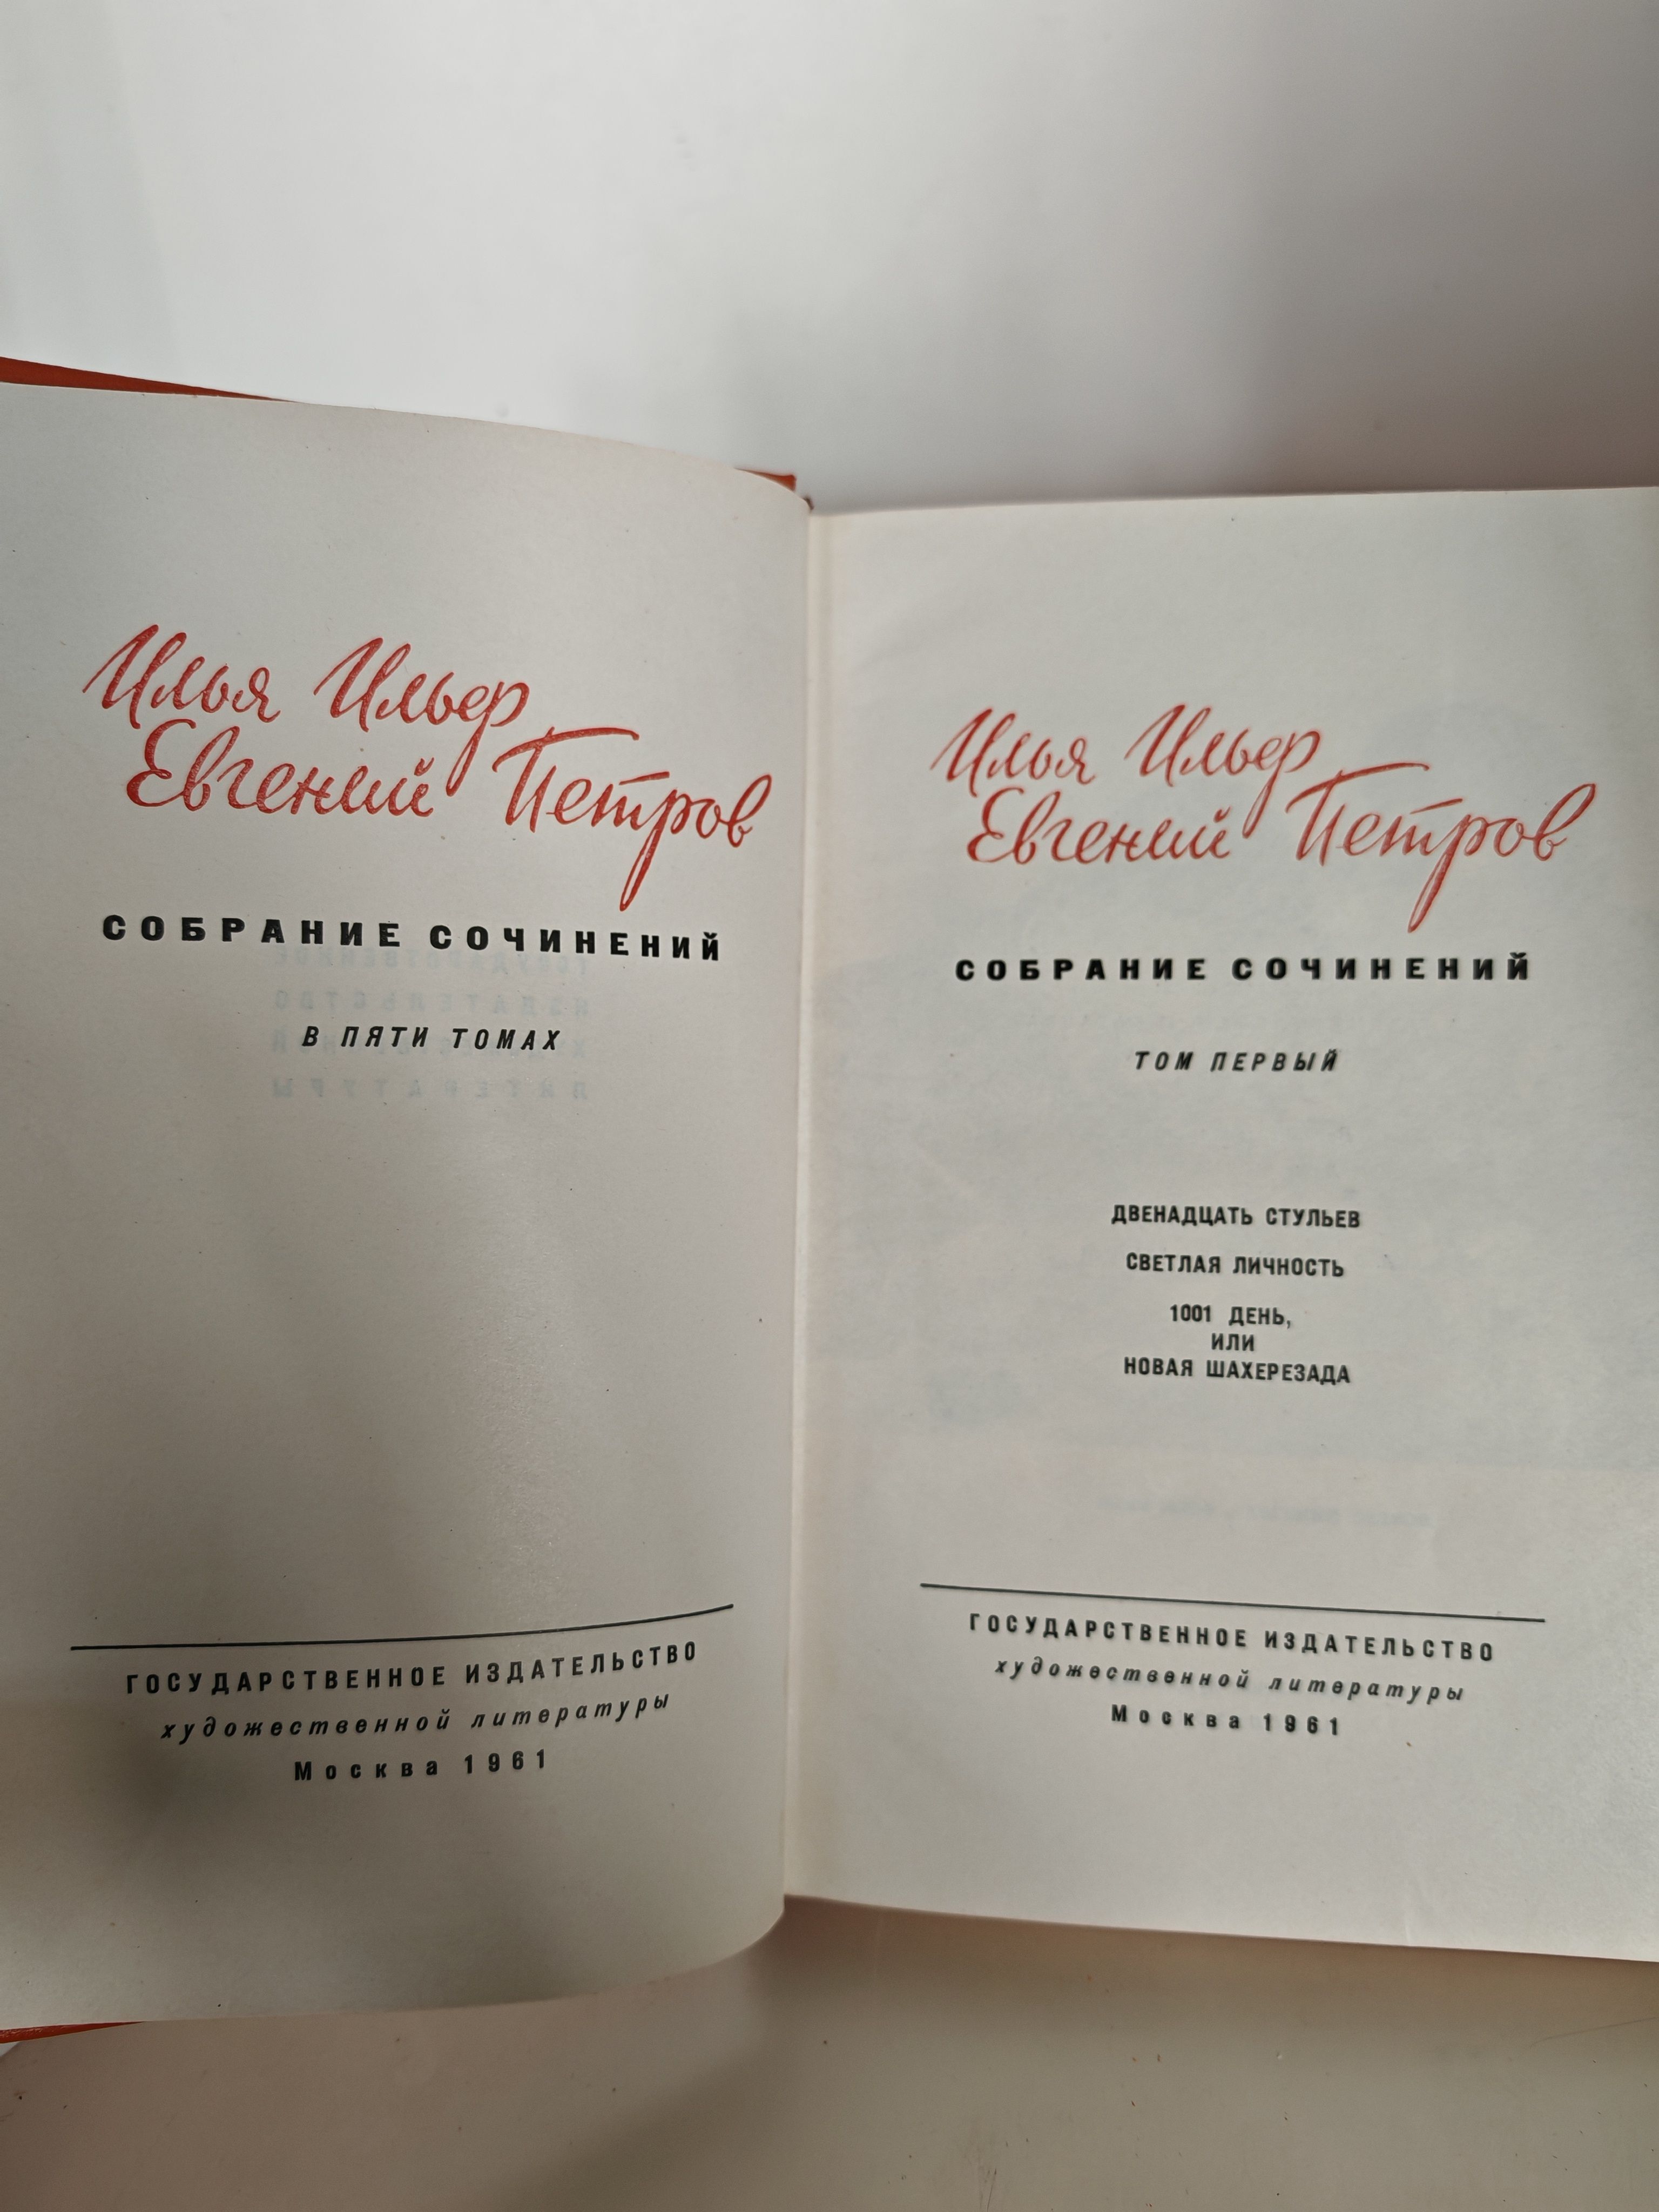 Илья Ильф
Евгений Петров
СОБРАНИЕ СОЧИНЕНИЙ
В ПЯТИ ТОМАХ
ГОСУДАРСТВЕННОЕ ИЗДАТЕЛЬСТВО
художественной литературы
Москва 1961
Илья Ильф
Евгений Петров
СОБРАНИЕ СОЧИНЕНИЙ
ТОМ ПЕРВЫЙ
ДВЕНАДЦАТЬ СТУЛЬЕВ
СВЕТЛАЯ ЛИЧНОСТЬ
1001 ДЕНЬ,
ИЛИ
НОВАЯ ШАХЕРЕЗАДА
ГОСУДАРСТВЕННОЕ ИЗДАТЕЛЬСТВО
художественной литературы
Москва 1961